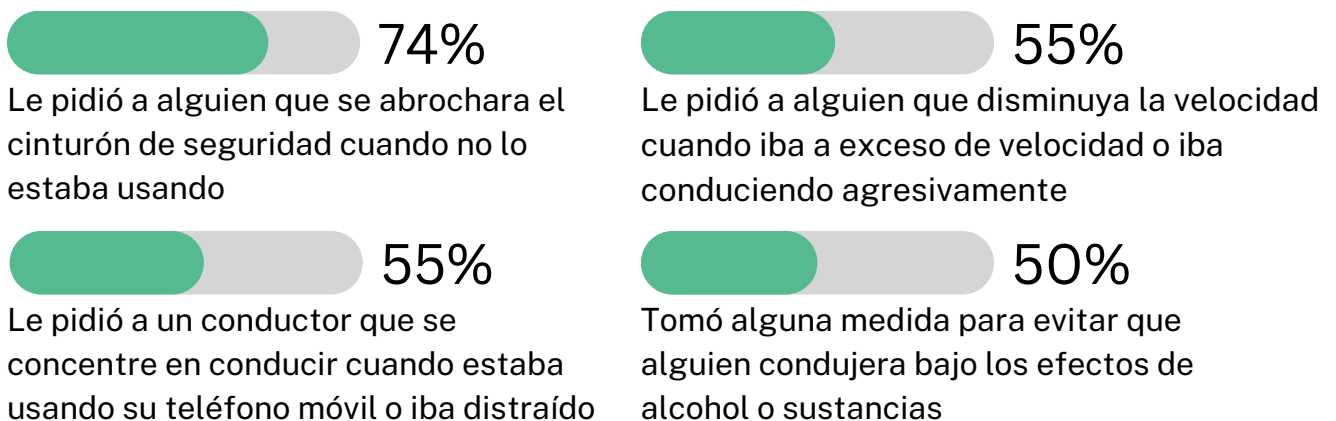 74%
Le pidió a alguien que se abrochara el
cinturón de seguridad cuando no lo
estaba usando
55%
Le pidió a alguien que disminuya la velocidad
cuando iba a exceso de velocidad o iba
conduciendo agresivamente
55%
Le pidió a un conductor que se
concentre en conducir cuando estaba
usando su teléfono móvil o iba distraído
50%
Tomó alguna medida para evitar que
alguien condujera bajo los efectos de
alcohol o sustancias